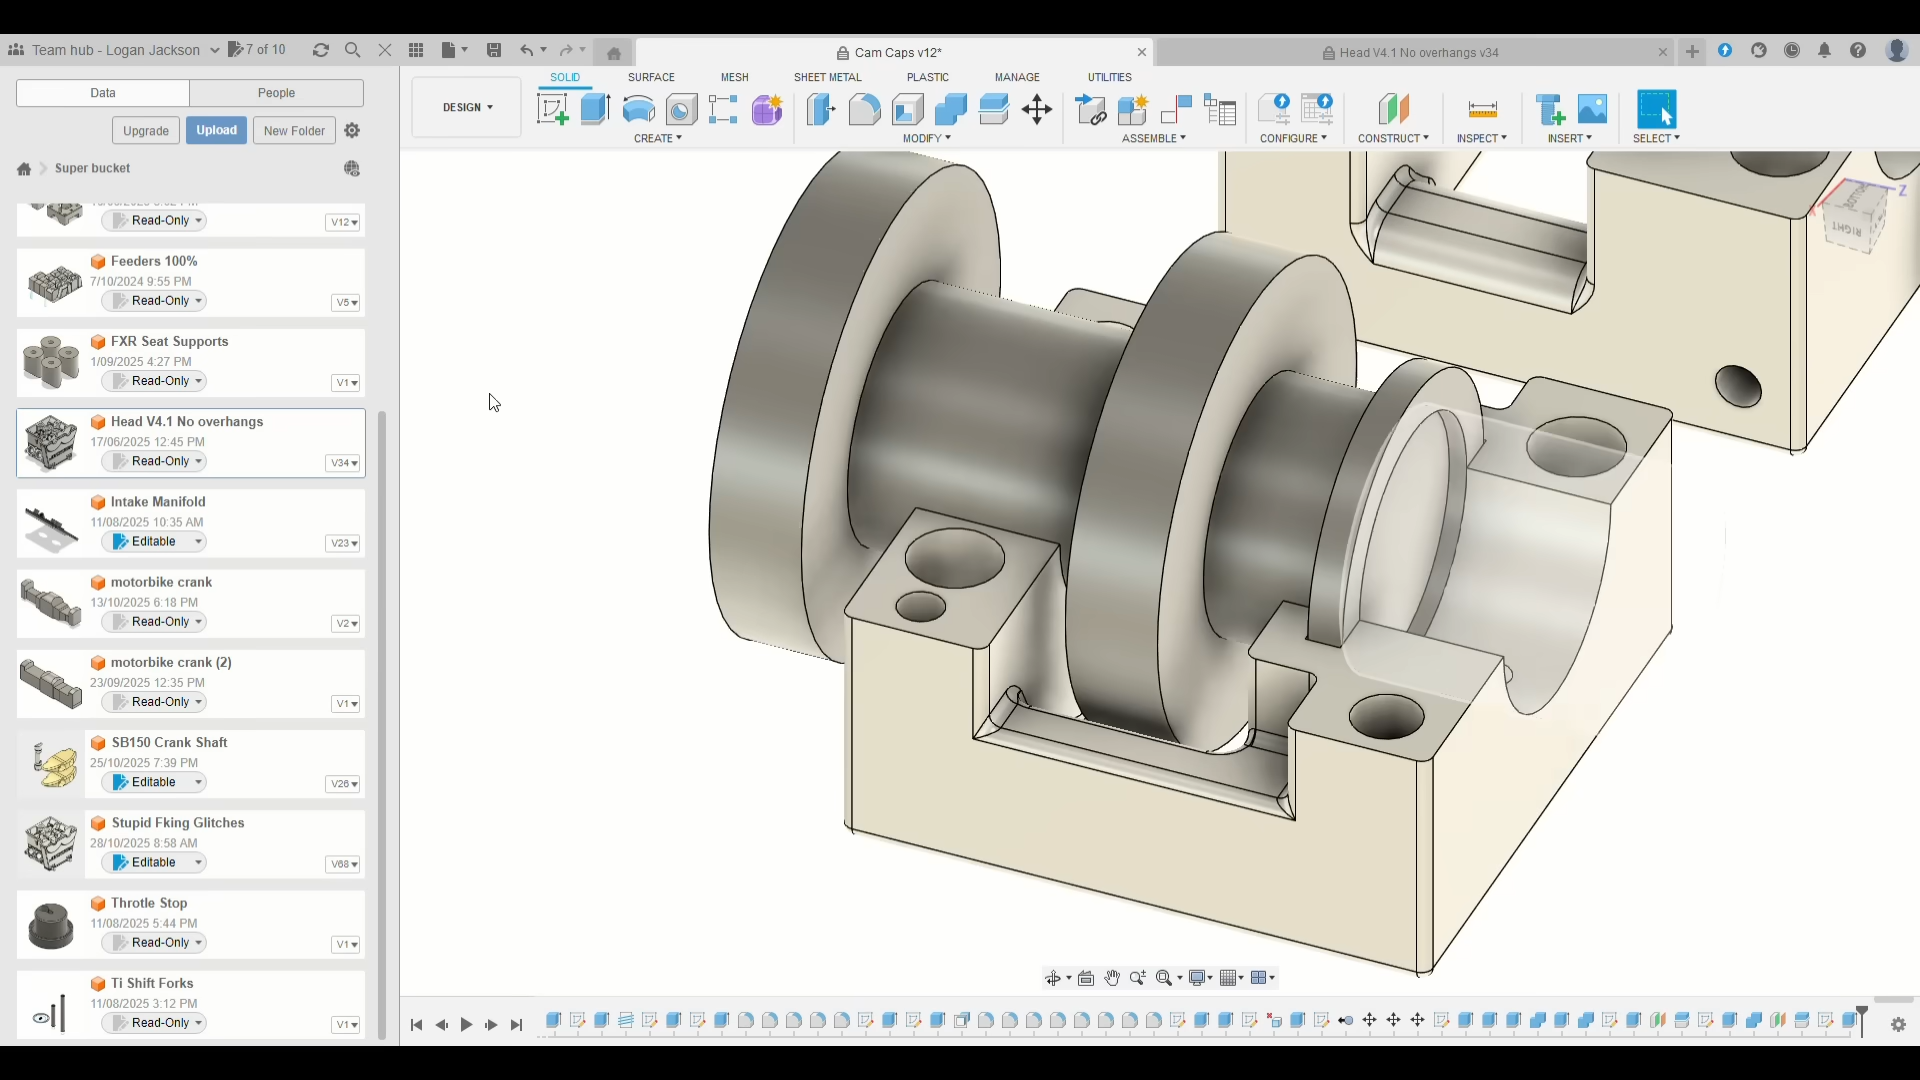 Team hub - Logan Jackson
7 of 10
Cam Caps v12*
Head V4.1 No overhangs v34
Data
People
Upgrade
Upload
New Folder
Super bucket
DESIGN
SOLID
SURFACE
MESH
SHEET METAL
PLASTIC
MANAGE
UTILITIES
CREATE
MODIFY
ASSEMBLE
CONFIGURE
CONSTRUCT
INSPECT
INSERT
SELECT
Read-Only
V12
Feeders 100%
7/10/2024 9:55 PM
Read-Only
V5
FXR Seat Supports
1/09/2025 4:27 PM
Read-Only
V1
Head V4.1 No overhangs
17/06/2025 12:45 PM
Read-Only
V34
Intake Manifold
11/08/2025 10:35 AM
Editable
V23
motorbike crank
13/10/2025 6:18 PM
Read-Only
V2
motorbike crank (2)
23/09/2025 12:35 PM
Read-Only
V1
SB150 Crank Shaft
25/10/2025 7:39 PM
Editable
V26
Stupid Fking Glitches
28/10/2025 8:58 AM
Editable
V68
Throtle Stop
11/08/2025 5:44 PM
Read-Only
V1
Ti Shift Forks
11/08/2025 3:12 PM
Read-Only
V1
Z
X
BOTTOM
RIGHT